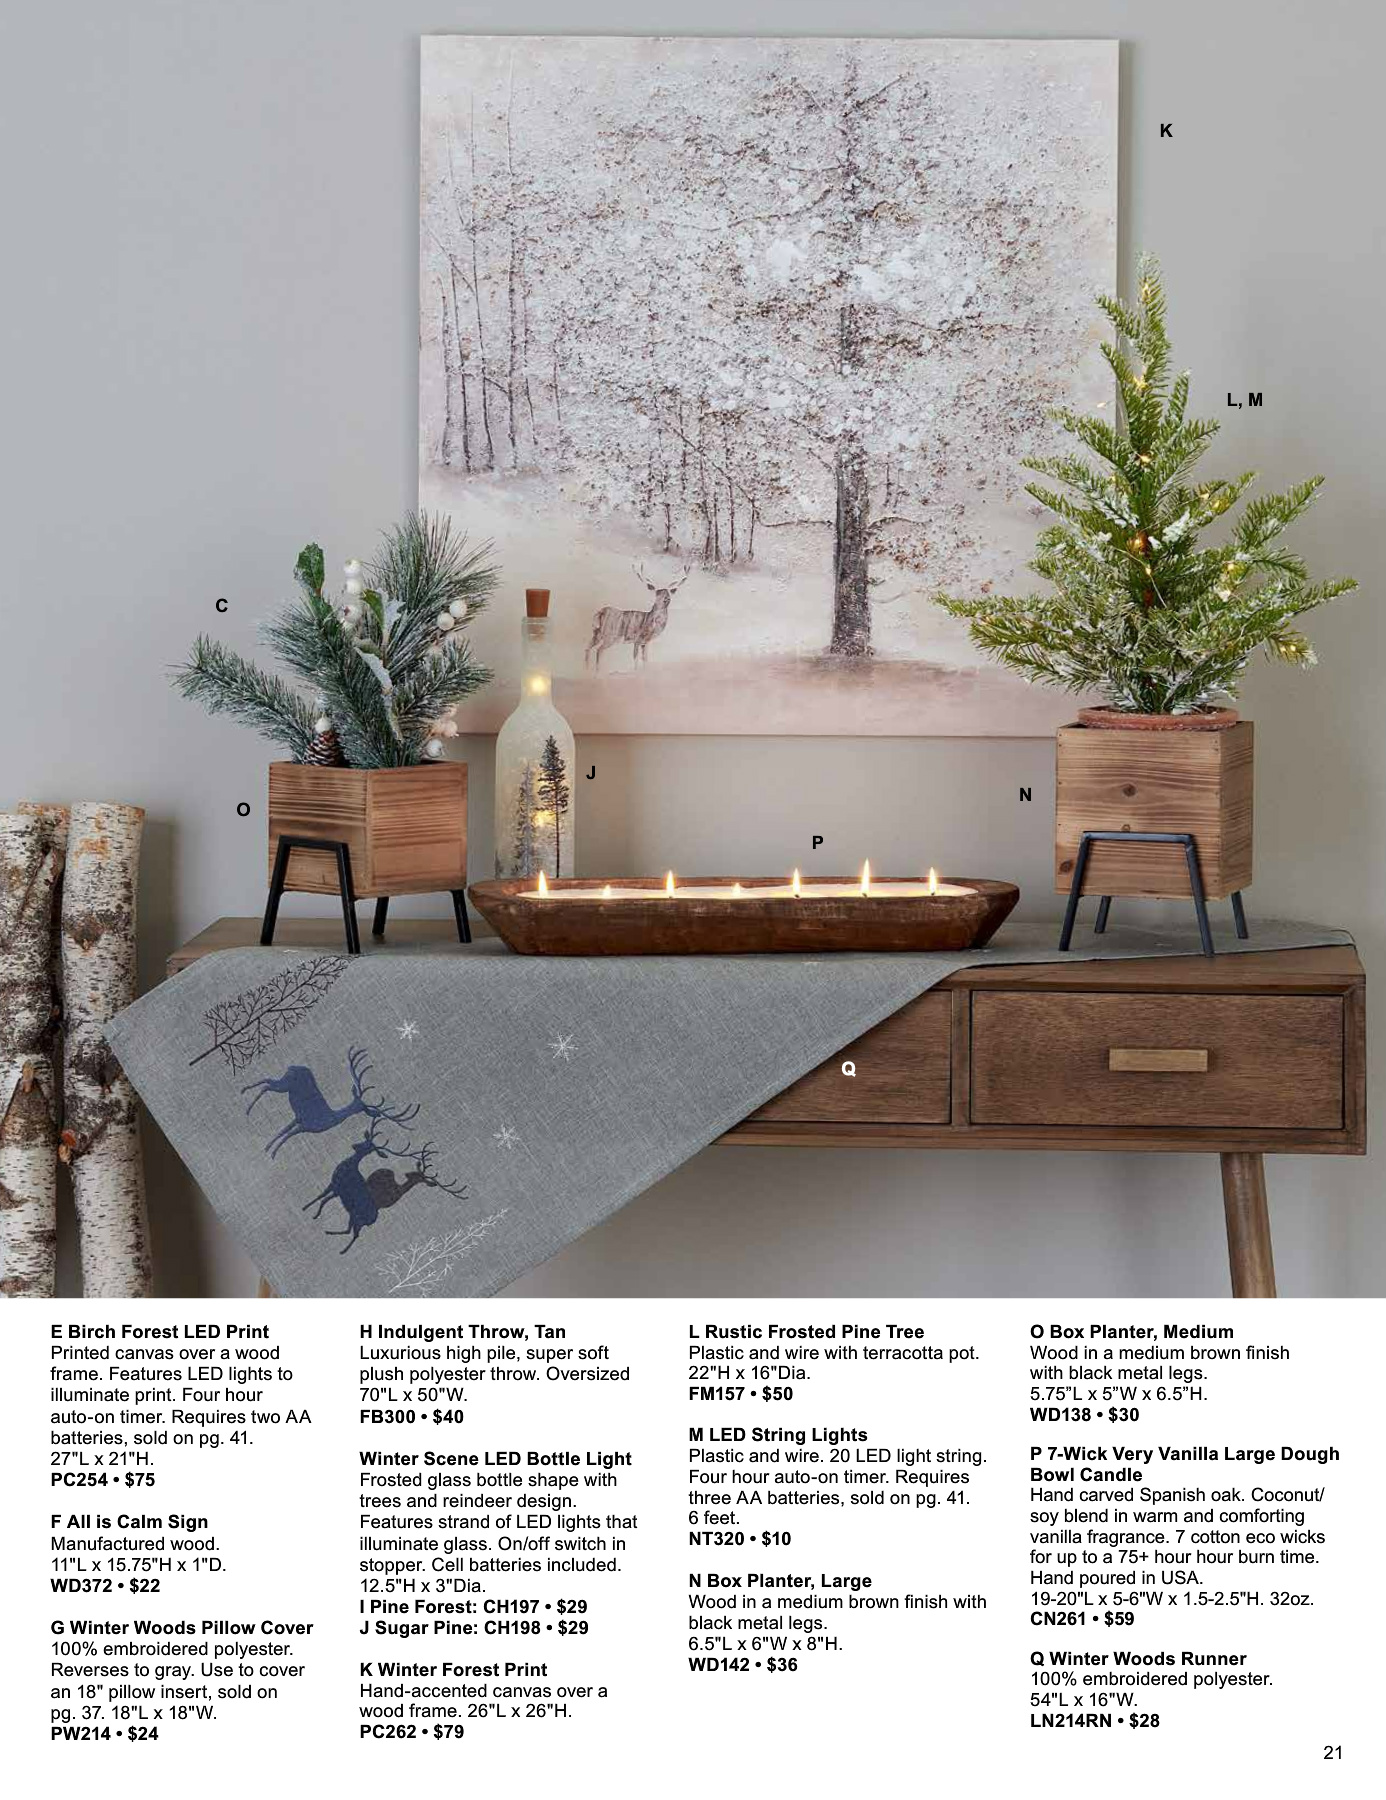 K
L, M
C
J
O
N
P
Q
E Birch Forest LED Print
Printed canvas over a wood
frame. Features LED lights to
illuminate print. Four hour
auto-on timer. Requires two AA
batteries, sold on pg. 41.
27"L x 21"H.
PC254 • $75
F All is Calm Sign
Manufactured wood.
11"L x 15.75"H x 1"D.
WD372 • $22
G Winter Woods Pillow Cover
100% embroidered polyester.
Reverses to gray. Use to cover
an 18" pillow insert, sold on
pg. 37. 18"L x 18"W.
PW214 • $24
H Indulgent Throw, Tan
Luxurious high pile, super soft
plush polyester throw. Oversized
70"L x 50"W.
FB300 • $40
Winter Scene LED Bottle Light
Frosted glass bottle shape with
trees and reindeer design.
Features strand of LED lights that
illuminate glass. On/off switch in
stopper. Cell batteries included.
12.5"H x 3"Dia.
I Pine Forest: CH197 • $29
J Sugar Pine: CH198 • $29
K Winter Forest Print
Hand-accented canvas over a
wood frame. 26"L x 26"H.
PC262 • $79
L Rustic Frosted Pine Tree
Plastic and wire with terracotta pot.
22"H x 16"Dia.
FM157 • $50
M LED String Lights
Plastic and wire. 20 LED light string.
Four hour auto-on timer. Requires
three AA batteries, sold on pg. 41.
6 feet.
NT320 • $10
N Box Planter, Large
Wood in a medium brown finish with
black metal legs.
6.5"L x 6"W x 8"H.
WD142 • $36
O Box Planter, Medium
Wood in a medium brown finish
with black metal legs.
5.75”L x 5”W x 6.5”H.
WD138 • $30
P 7-Wick Very Vanilla Large Dough
Bowl Candle
Hand carved Spanish oak. Coconut/
soy blend in warm and comforting
vanilla fragrance. 7 cotton eco wicks
for up to a 75+ hour hour burn time.
Hand poured in USA.
19-20"L x 5-6"W x 1.5-2.5"H. 32oz.
CN261 • $59
Q Winter Woods Runner
100% embroidered polyester.
54"L x 16"W.
LN214RN • $28
21